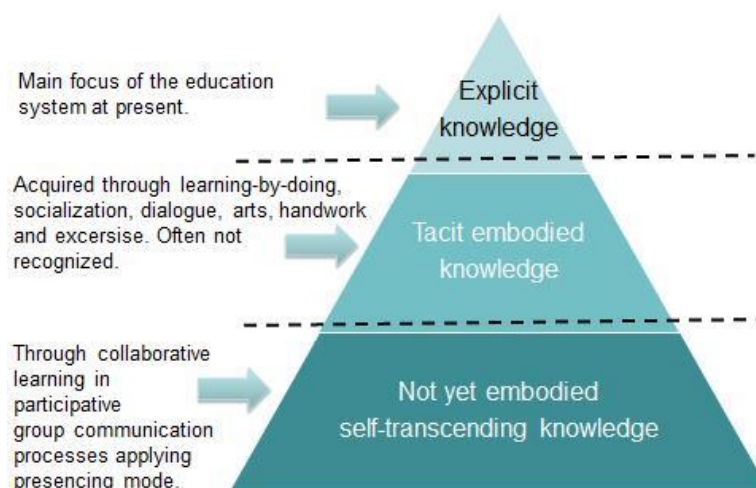 Main focus of the education
system at present.
Explicit
knowledge
Acquired through learning-by-doing,
socialization, dialogue, arts, handwork
and excersise. Often not
recognized.
Tacit embodied
knowledge
Through collaborative
learning in
participative
group communication
processes applying
presencing mode.
Not yet embodied
self-transcending knowledge